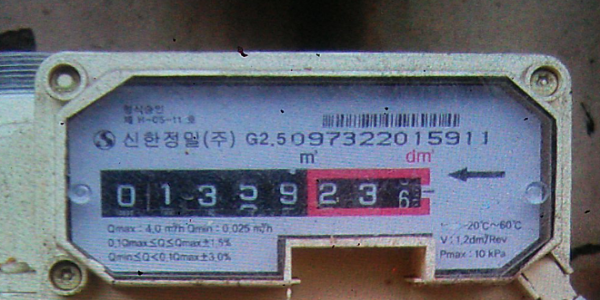 형식승인
제 H-05-11 호
신한정밀(주) G2.5 097322015911
m³ dm³
0 1 3 9 2 3 6
Qmax: 4,0 m³/h Qmin: 0,025 m³/h
-20℃~60℃
0,1Qmax≤Q≤Qmax±1.5%
V: 1,2dm³/Rev
Qmin≤Q<0.1Qmax±3.0%
Pmax: 10 kPa